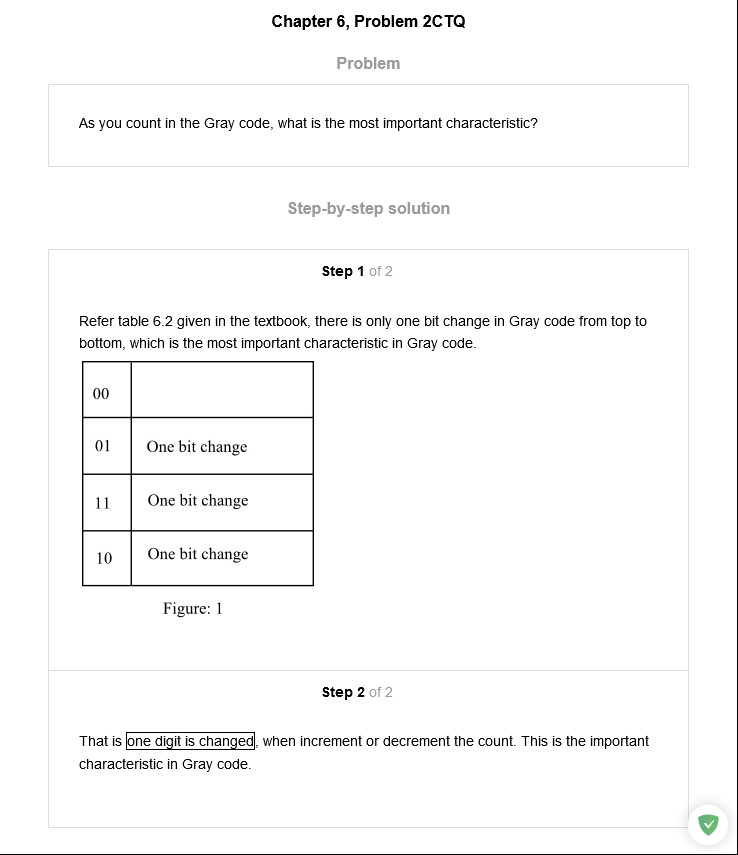 Chapter 6, Problem 2CTQ
Problem
As you count in the Gray code, what is the most important characteristic?
Step-by-step solution
Step 1 of 2
Refer table 6.2 given in the textbook, there is only one bit change in Gray code from top to
bottom, which is the most important characteristic in Gray code.
00
01 One bit change
11 One bit change
10 One bit change
Figure: 1
Step 2 of 2
That is one digit is changed, when increment or decrement the count. This is the important
characteristic in Gray code.